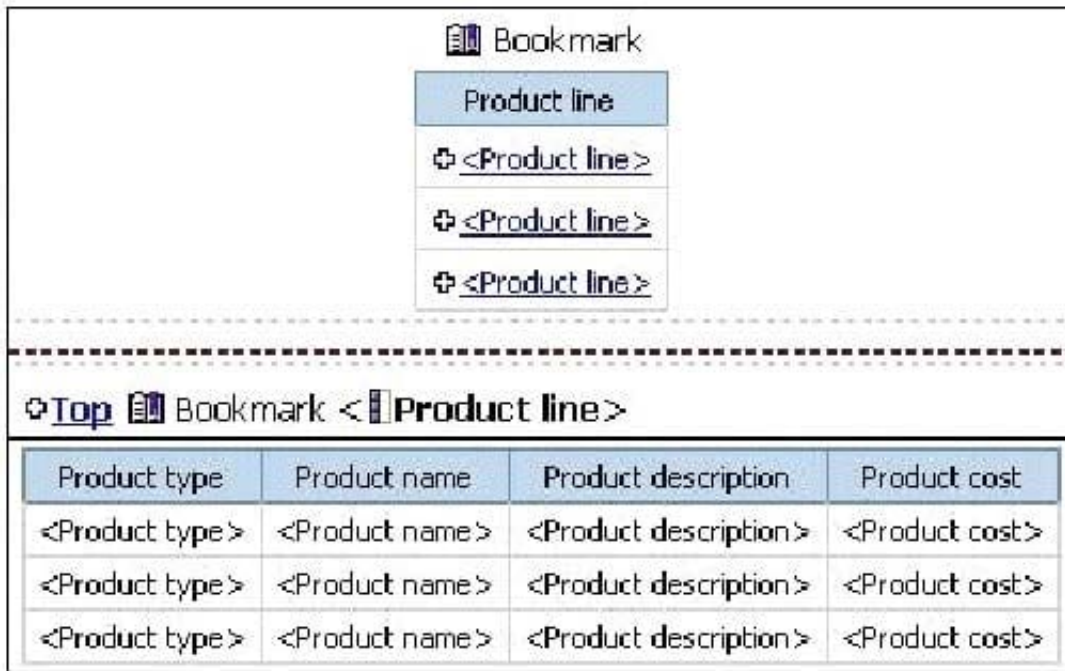 Bookmark
Product line
<Product line>
<Product line>
<Product line>
Top Bookmark <Product line>
Product type Product name Product description Product cost
<Product type> <Product name> <Product description> <Product cost>
<Product type> <Product name> <Product description> <Product cost>
<Product type> <Product name> <Product description> <Product cost>